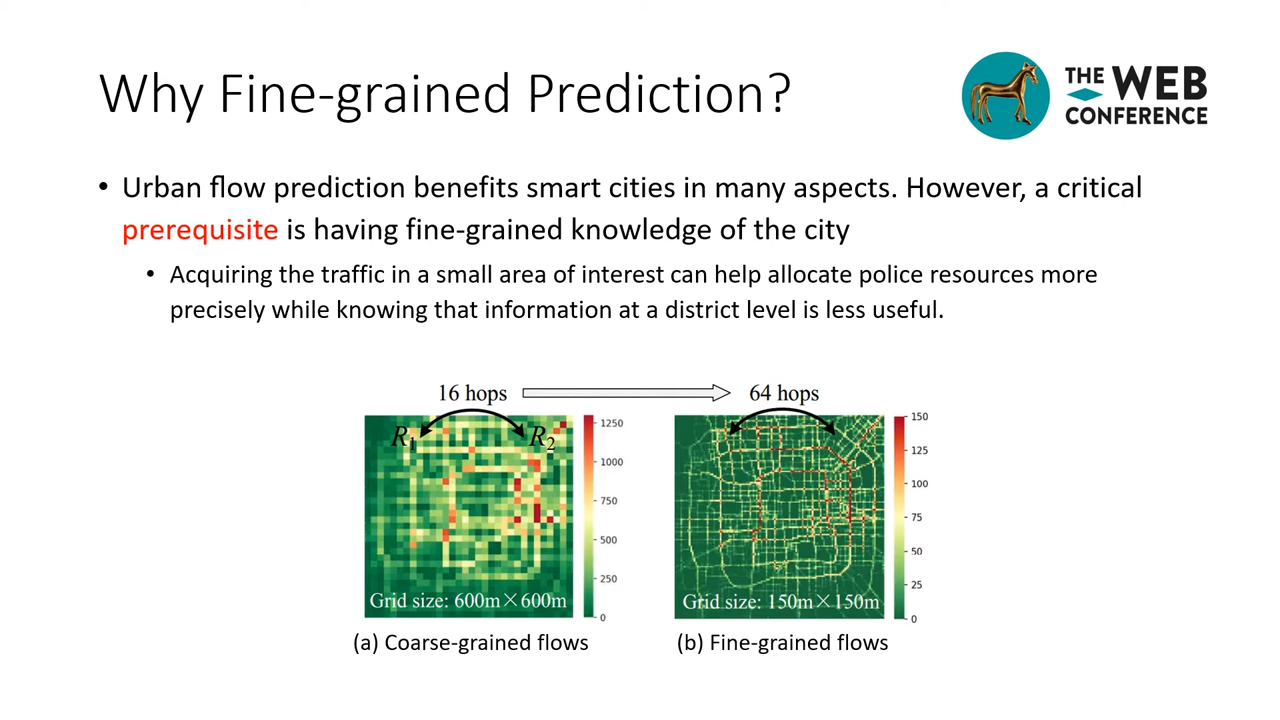 Why Fine-grained Prediction?
THE WEB
CONFERENCE
• Urban flow prediction benefits smart cities in many aspects. However, a critical
prerequisite is having fine-grained knowledge of the city
• Acquiring the traffic in a small area of interest can help allocate police resources more
precisely while knowing that information at a district level is less useful.
16 hops
64 hops
R1
R2
1250
1000
750
500
250
0
150
125
100
75
50
25
0
Grid size: 600m×600m
Grid size: 150m×150m
(a) Coarse-grained flows
(b) Fine-grained flows